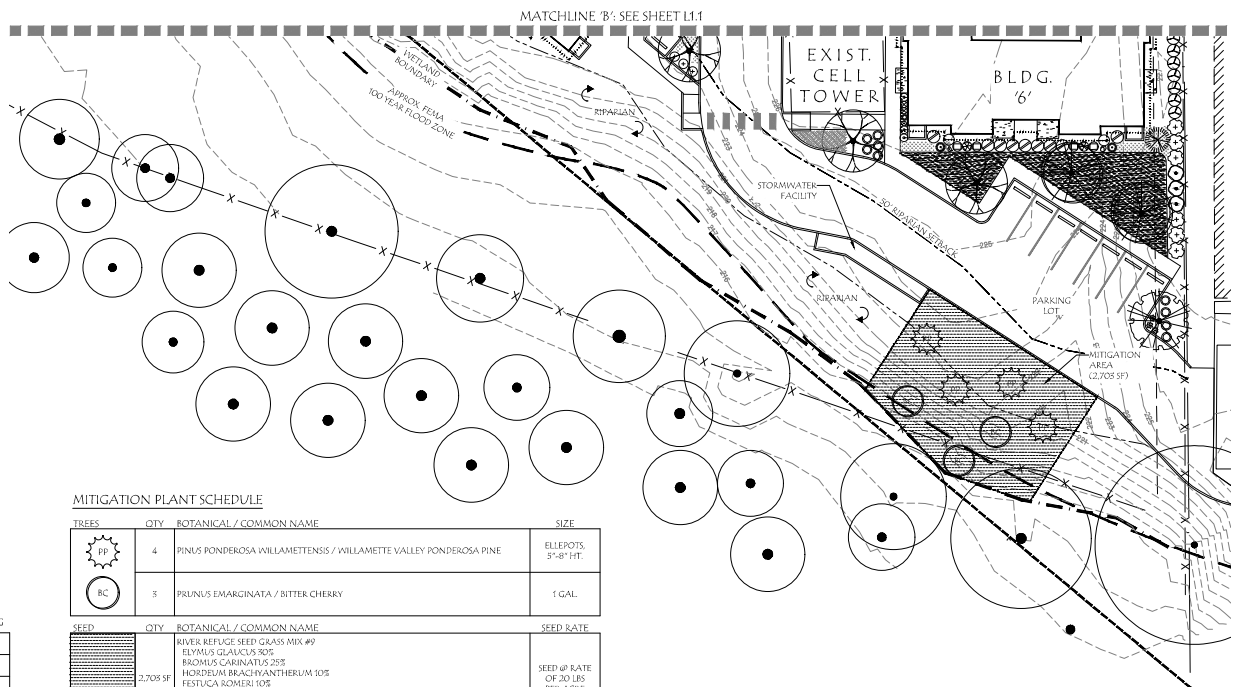 MATCHLINE 'B': SEE SHEET L1.1
WETLAND
BOUNDARY
APPROX. FEMA
100 YEAR FLOOD ZONE
RIPARIAN
EXIST.
CELL
TOWER
BLDG.
'6'
STORMWATER
FACILITY
50' RIPARIAN SETBACK
225
RIPARIAN
PARKING
LOT
MITIGATION
AREA
(2,703 SF)
MITIGATION PLANT SCHEDULE
TREES QTY BOTANICAL / COMMON NAME SIZE
PP 4 PINUS PONDEROSA WILLAMETTENSIS / WILLAMETTE VALLEY PONDEROSA PINE ELLEPOTS,
5"-8" HT.
BC 3 PRUNUS EMARGINATA / BITTER CHERRY 1 GAL.
SEED QTY BOTANICAL / COMMON NAME SEED RATE
RIVER REFUGE SEED GRASS MIX #9
ELYMUS GLAUCUS 30%
BROMUS CARINATUS 25%
HORDEUM BRACHYANTHERUM 10%
2,703 SF FESTUCA ROMERI 10%
SEED @ RATE
OF 20 LBS